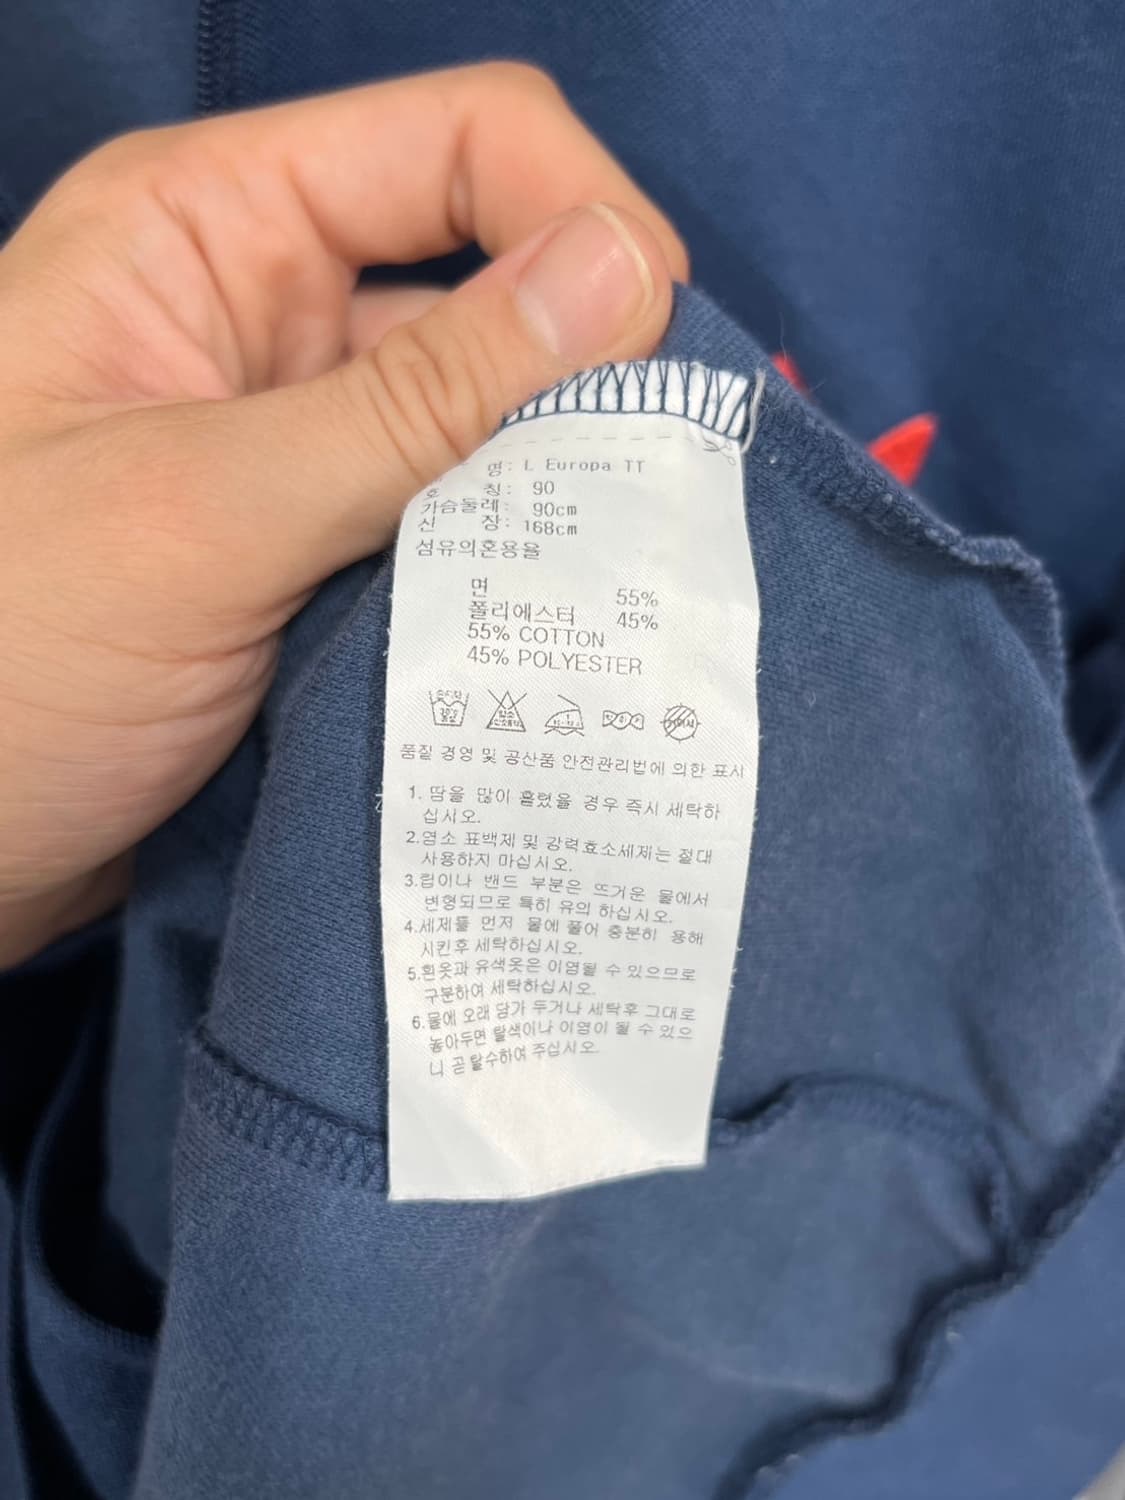 명: L Europa TT
호 칭: 90
가슴둘레: 90cm
신 장: 168cm
섬유의혼용율
면 55%
폴리에스터 45%
55% COTTON
45% POLYESTER
30℃
품질 경영 및 공산품 안전관리법에 의한 표시
1. 땀을 많이 흘렸을 경우 즉시 세탁하
십시오.
2.염소 표백제 및 강력효소세제는 절대
사용하지 마십시오.
3.립이나 밴드 부분은 뜨거운 물에서
변형되므로 특히 유의 하십시오.
4.세제를 먼저 물에 풀어 충분히 용해
시킨후 세탁하십시오.
5.흰옷과 유색옷은 이염될 수 있으므로
구분하여 세탁하십시오.
6.물에 오래 담가 두거나 세탁후 그대로
놓아두면 탈색이나 이염이 될 수 있으
니 곧 탈수하여 주십시오.